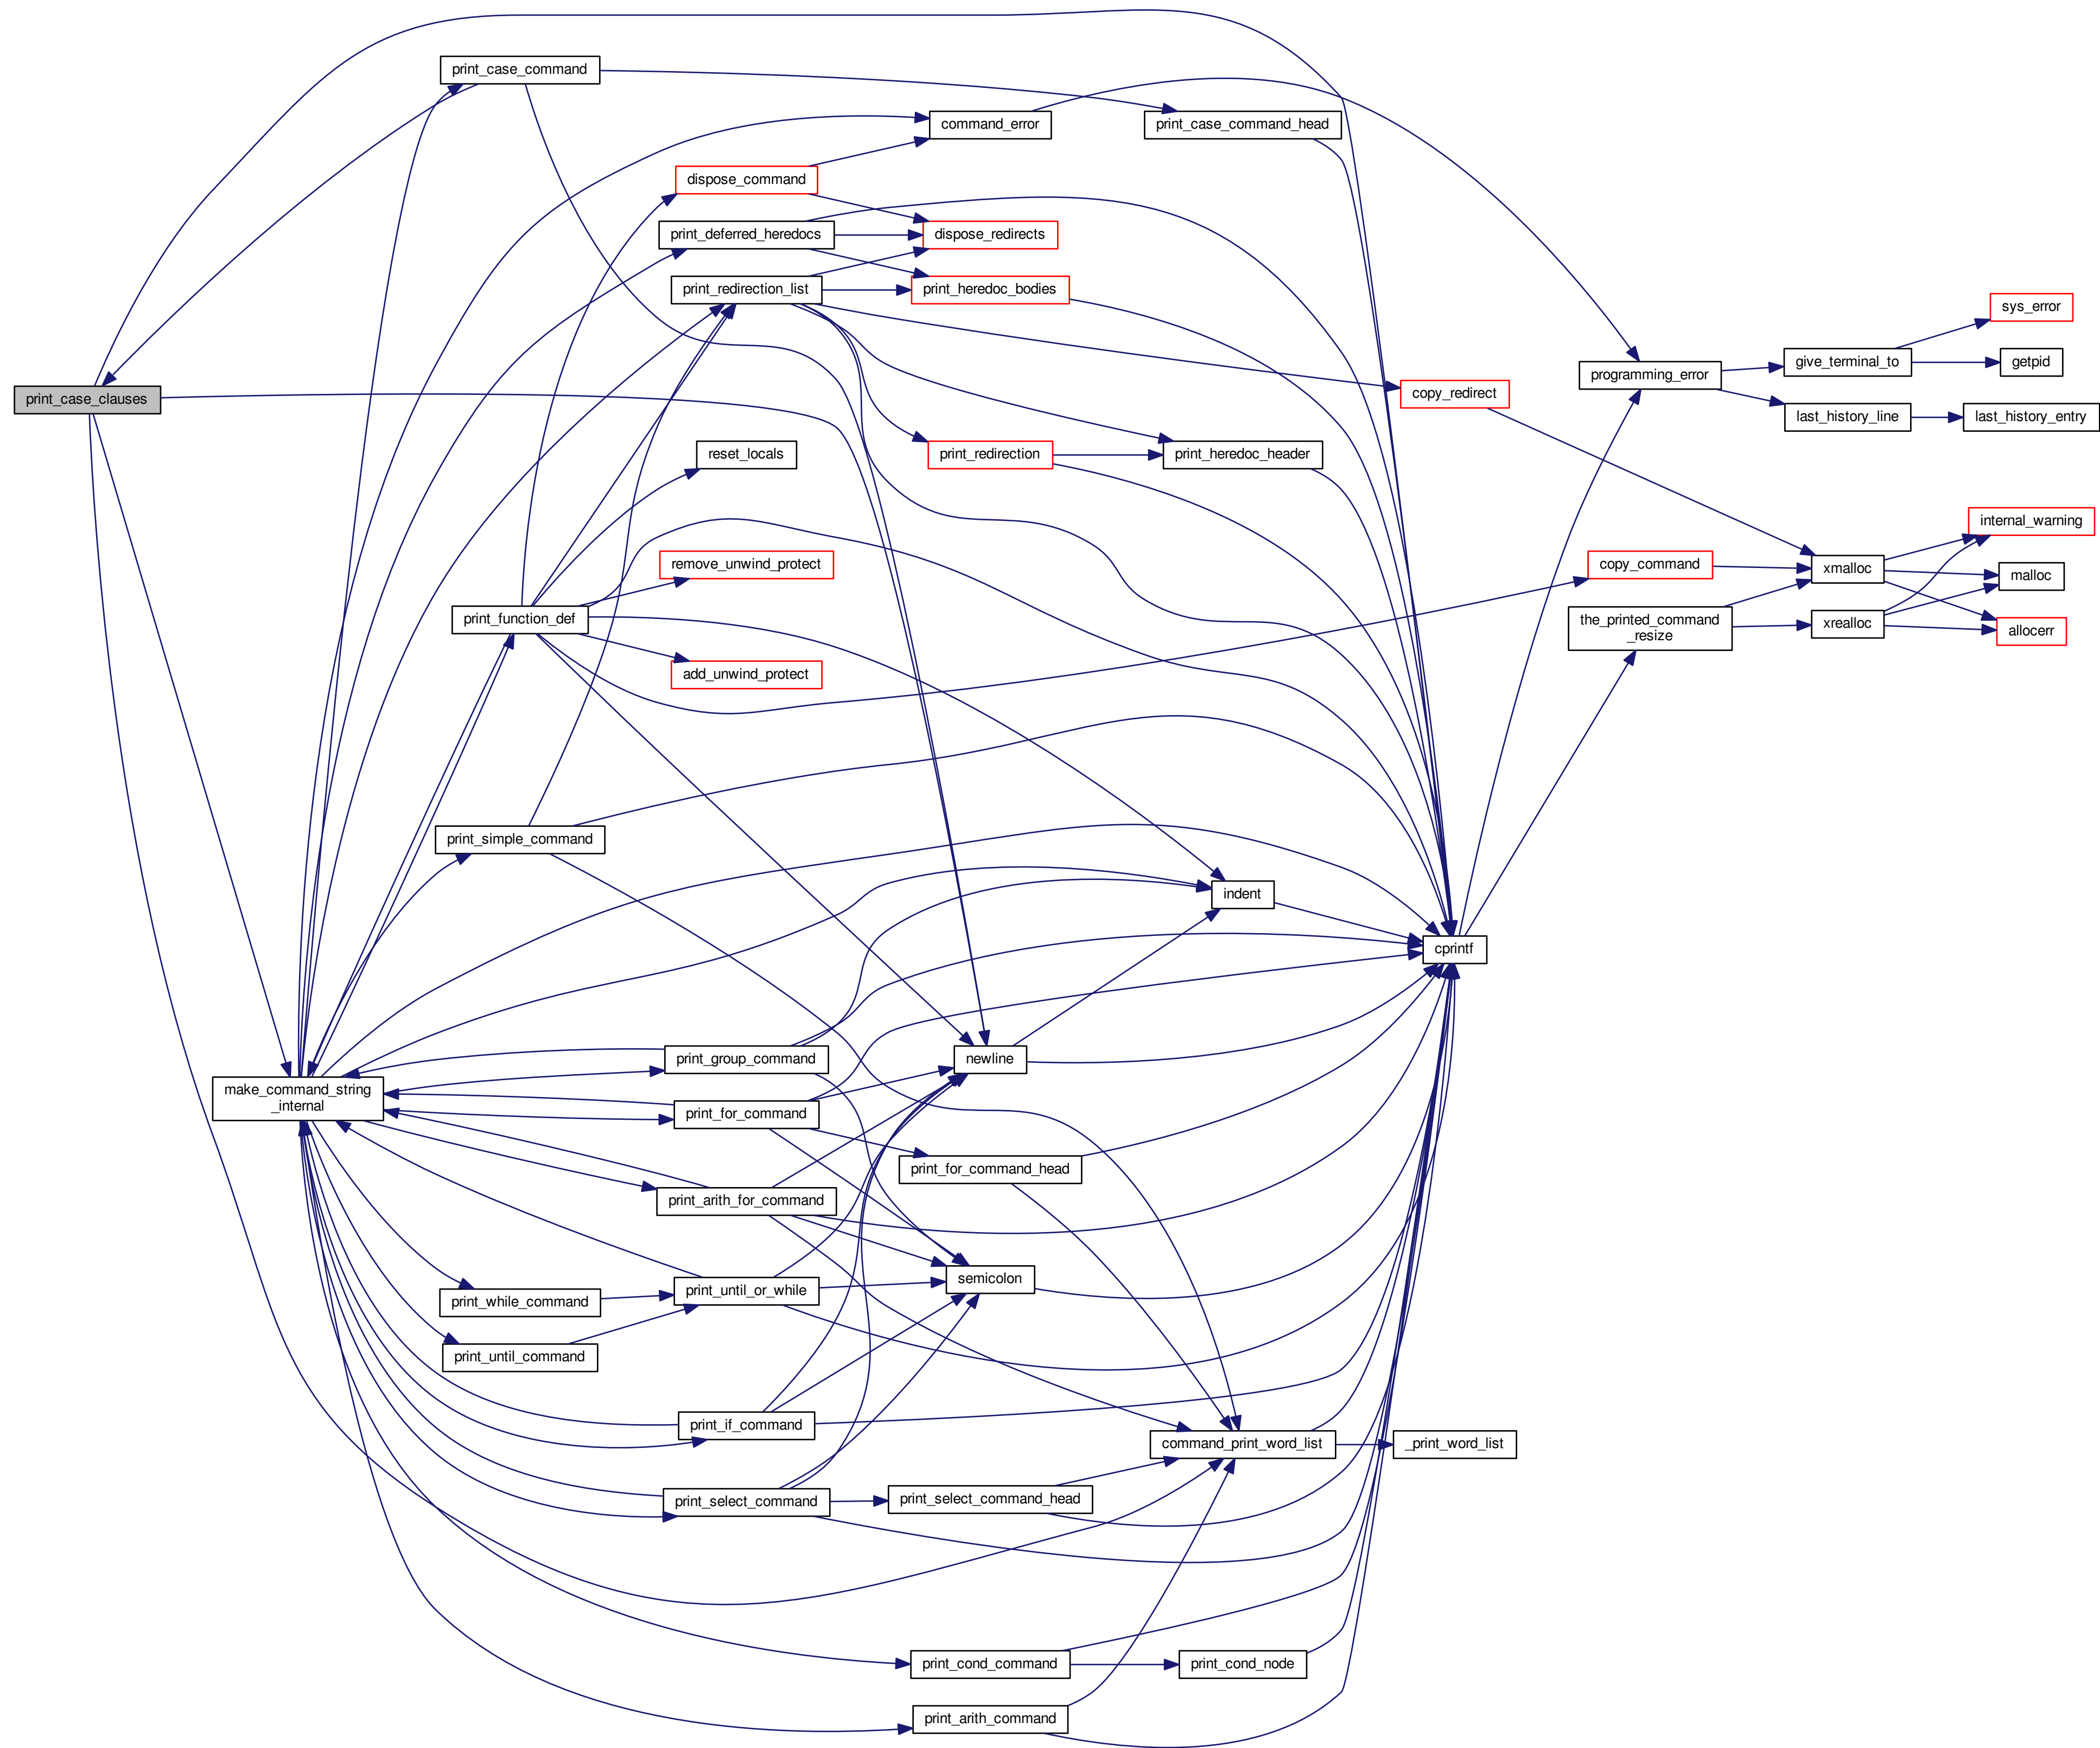 print_case_command
command_error
print_case_command_head
dispose_command
print_deferred_heredocs
dispose_redirects
print_redirection_list
print_heredoc_bodies
sys_error
programming_error
give_terminal_to
getpid
print_case_clauses
copy_redirect
last_history_line
last_history_entry
reset_locals
print_redirection
print_heredoc_header
internal_warning
remove_unwind_protect
copy_command
xmalloc
malloc
print_function_def
the_printed_command
_resize
xrealloc
allocerr
add_unwind_protect
print_simple_command
indent
cprintf
print_group_command
newline
make_command_string
_internal
print_for_command
print_for_command_head
print_arith_for_command
semicolon
print_while_command
print_until_or_while
print_until_command
print_if_command
command_print_word_list
_print_word_list
print_select_command
print_select_command_head
print_cond_command
print_cond_node
print_arith_command